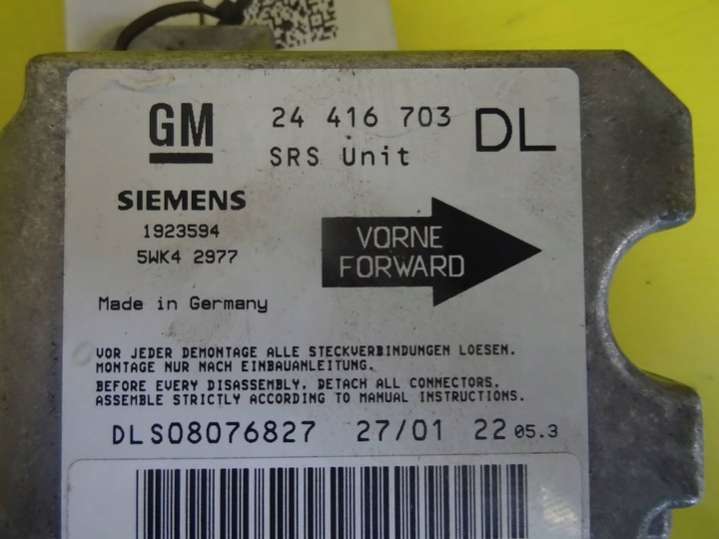 GM 24 416 703 DL
SRS Unit
SIEMENS
1923594
5WK4 2977
VORNE
FORWARD
Made in Germany
VOR JEDER DEMONTAGE ALLE STECKVERBINDUNGEN LOESEN.
MONTAGE NUR NACH EINBAUANLEITUNG.
BEFORE EVERY DISASSEMBLY, DETACH ALL CONNECTORS.
ASSEMBLE STRICTLY ACCORDING TO MANUAL INSTRUCTIONS.
DLS08076827 27/01 22 05.3